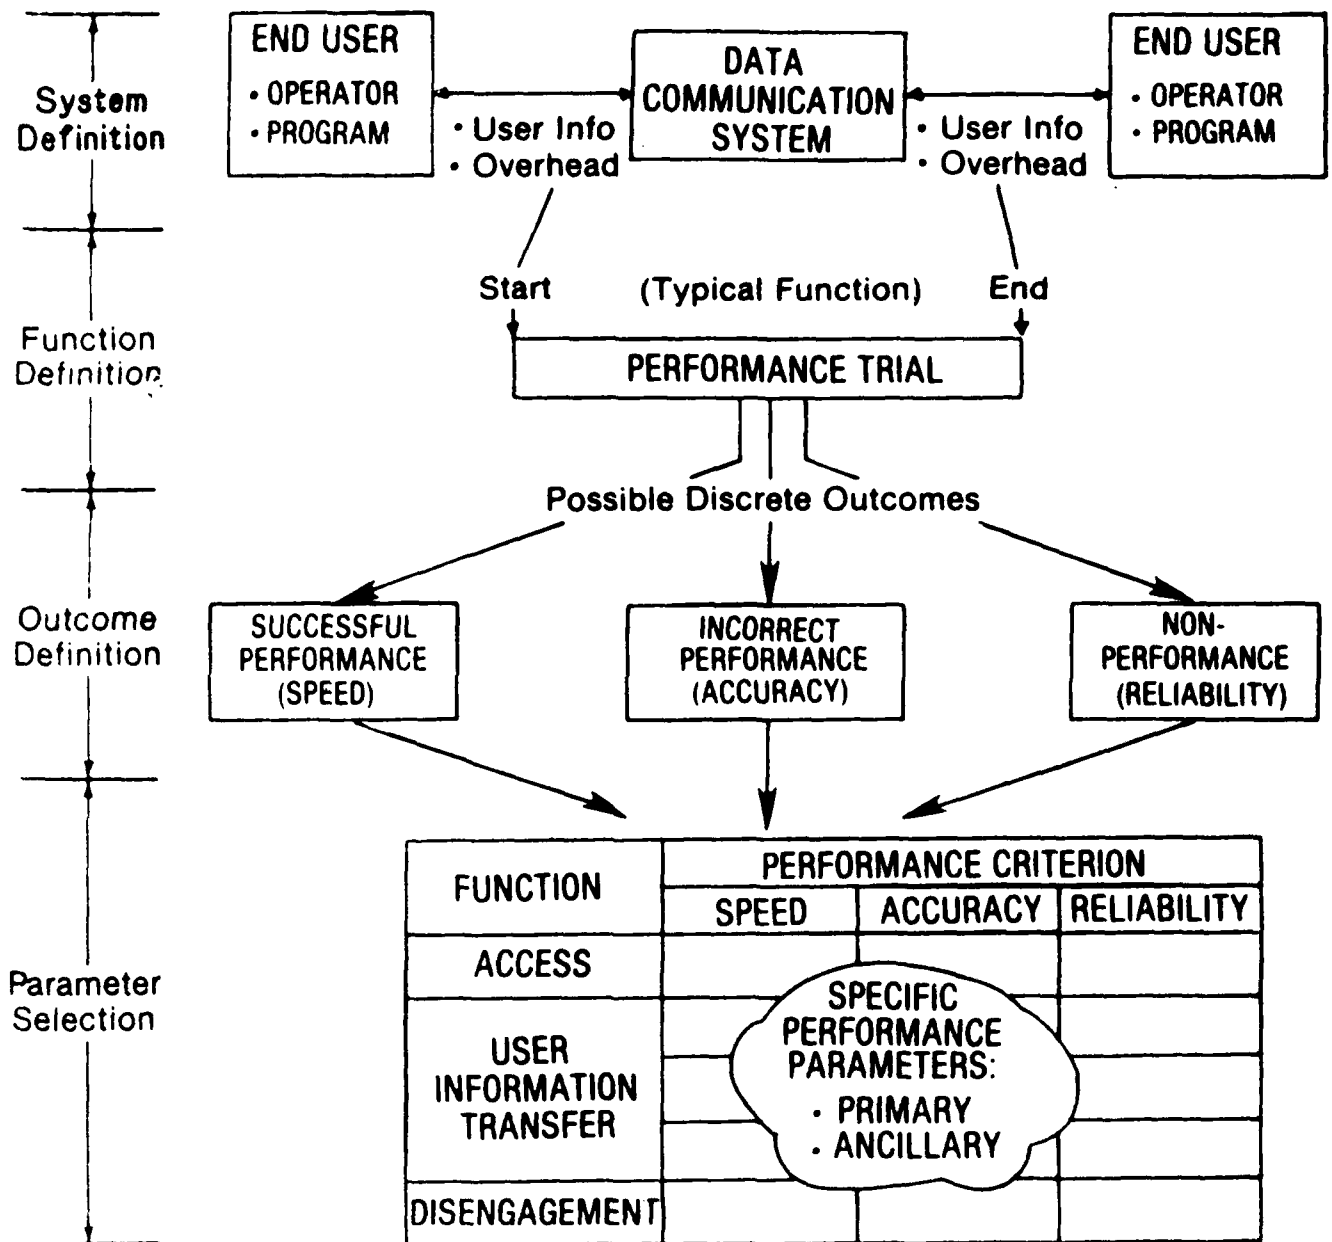 System
Definition
END USER
• OPERATOR
• PROGRAM
• User Info
• Overhead
DATA
COMMUNICATION
SYSTEM
• User Info
• Overhead
END USER
• OPERATOR
• PROGRAM
Function
Definition
Start
(Typical Function)
End
PERFORMANCE TRIAL
Possible Discrete Outcomes
Outcome
Definition
SUCCESSFUL
PERFORMANCE
(SPEED)
INCORRECT
PERFORMANCE
(ACCURACY)
NON-
PERFORMANCE
(RELIABILITY)
Parameter
Selection
FUNCTION
PERFORMANCE CRITERION
SPEED
ACCURACY
RELIABILITY
ACCESS
USER
INFORMATION
TRANSFER
DISENGAGEMENT
SPECIFIC
PERFORMANCE
PARAMETERS:
• PRIMARY
• ANCILLARY